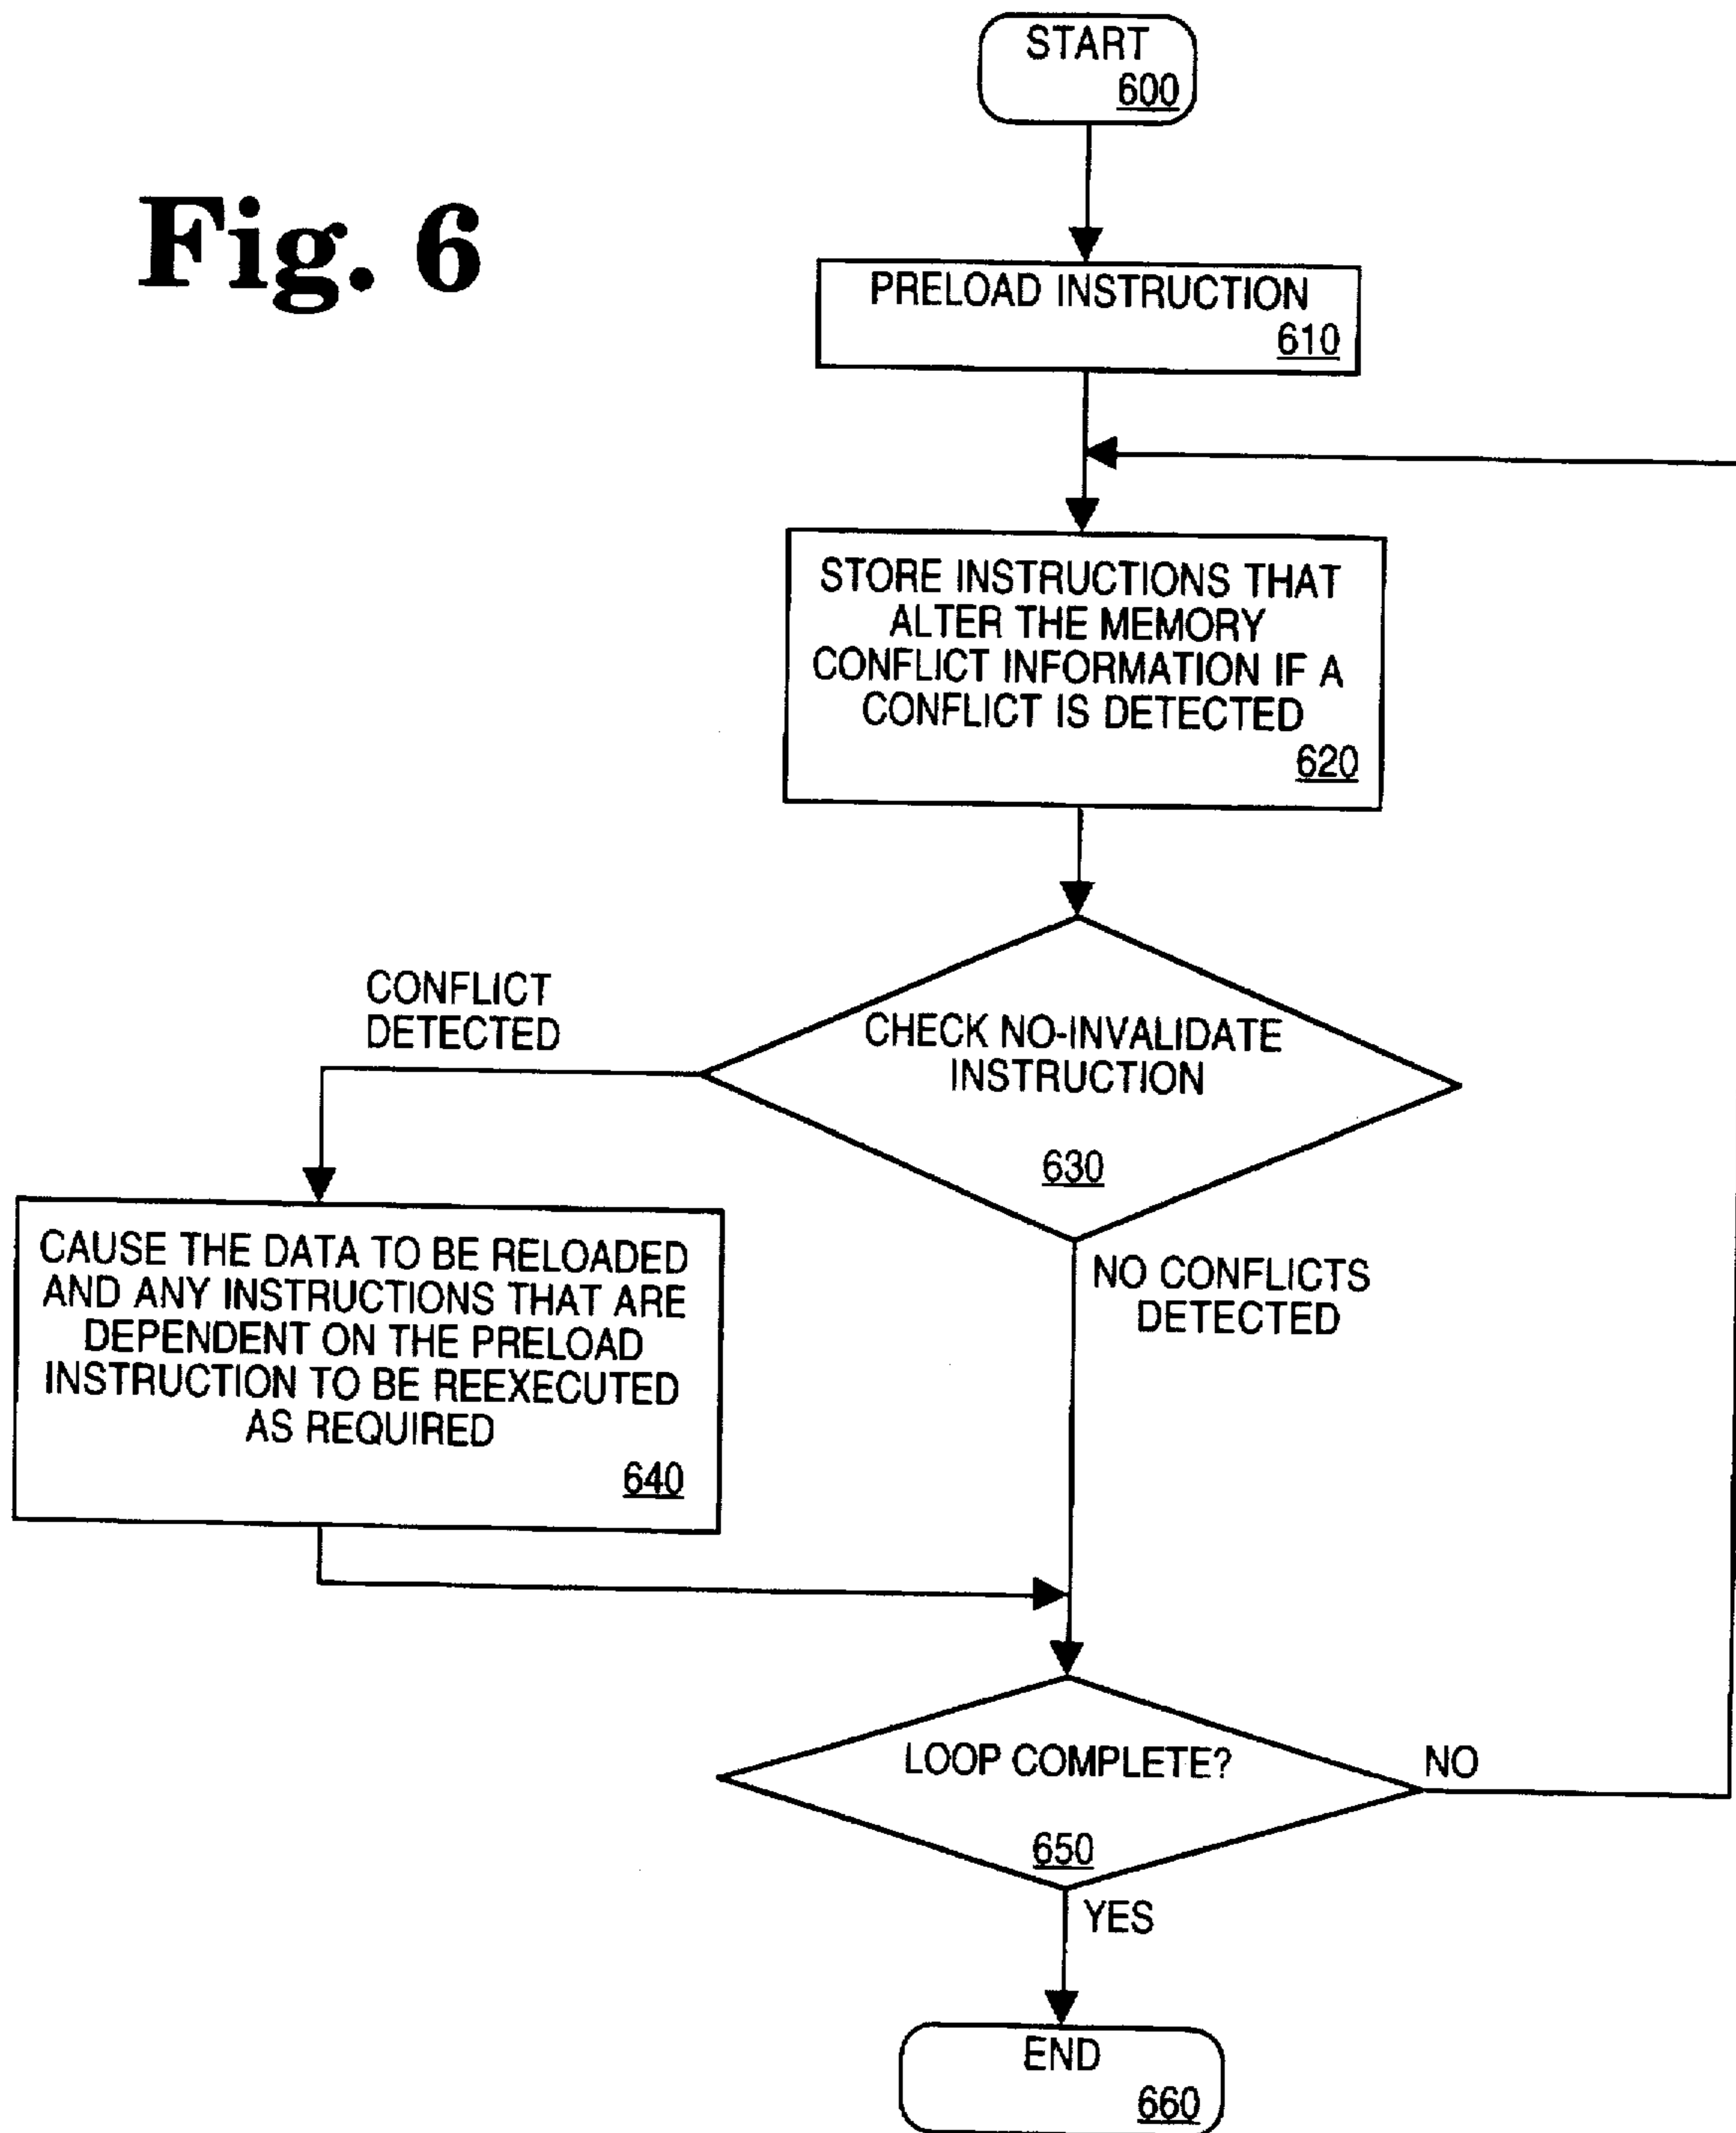 START
600
Fig. 6
PRELOAD INSTRUCTION
610
STORE INSTRUCTIONS THAT
ALTER THE MEMORY
CONFLICT INFORMATION IF A
CONFLICT IS DETECTED
620
CONFLICT
DETECTED
CHECK NO-INVALIDATE
INSTRUCTION
630
CAUSE THE DATA TO BE RELOADED
AND ANY INSTRUCTIONS THAT ARE
DEPENDENT ON THE PRELOAD
INSTRUCTION TO BE REEXECUTED
AS REQUIRED
640
NO CONFLICTS
DETECTED
LOOP COMPLETE?
650
NO
YES
END
660